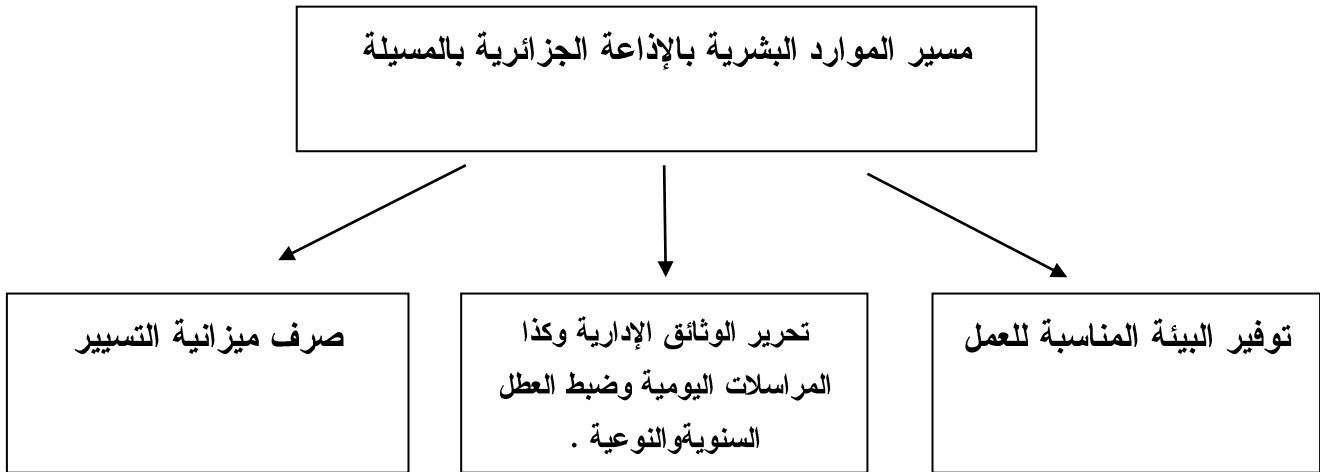 مسير الموارد البشرية بالإذاعة الجزائرية بالمسيلة
توفير البيئة المناسبة للعمل
تحرير الوثائق الإدارية وكذا
المراسلات اليومية وضبط العطل
السنويةوالنوعية .
صرف ميزانية التسيير